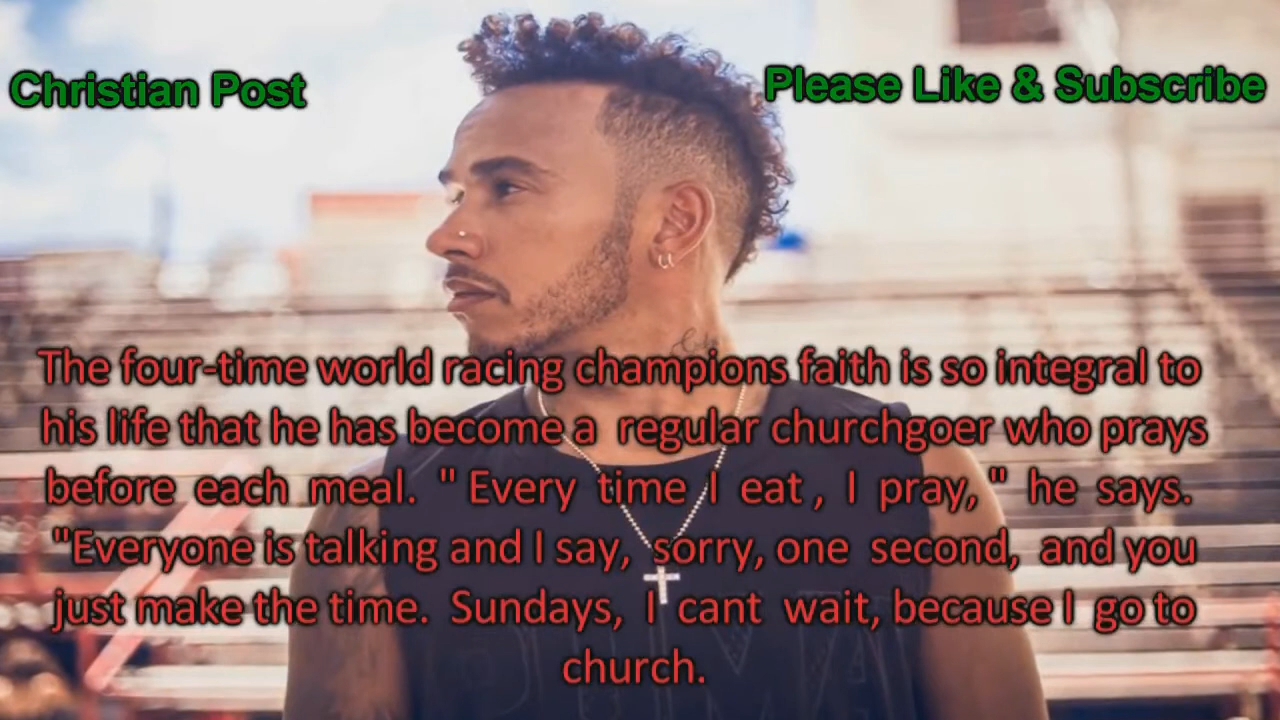 Christian Post
Please Like & Subscribe
The four-time world racing champions faith is so integral to
his life that he has become a regular churchgoer who prays
before each meal. " Every time I eat , I pray, " he says.
"Everyone is talking and I say, sorry, one second, and you
just make the time. Sundays, I cant wait, because I go to
church.